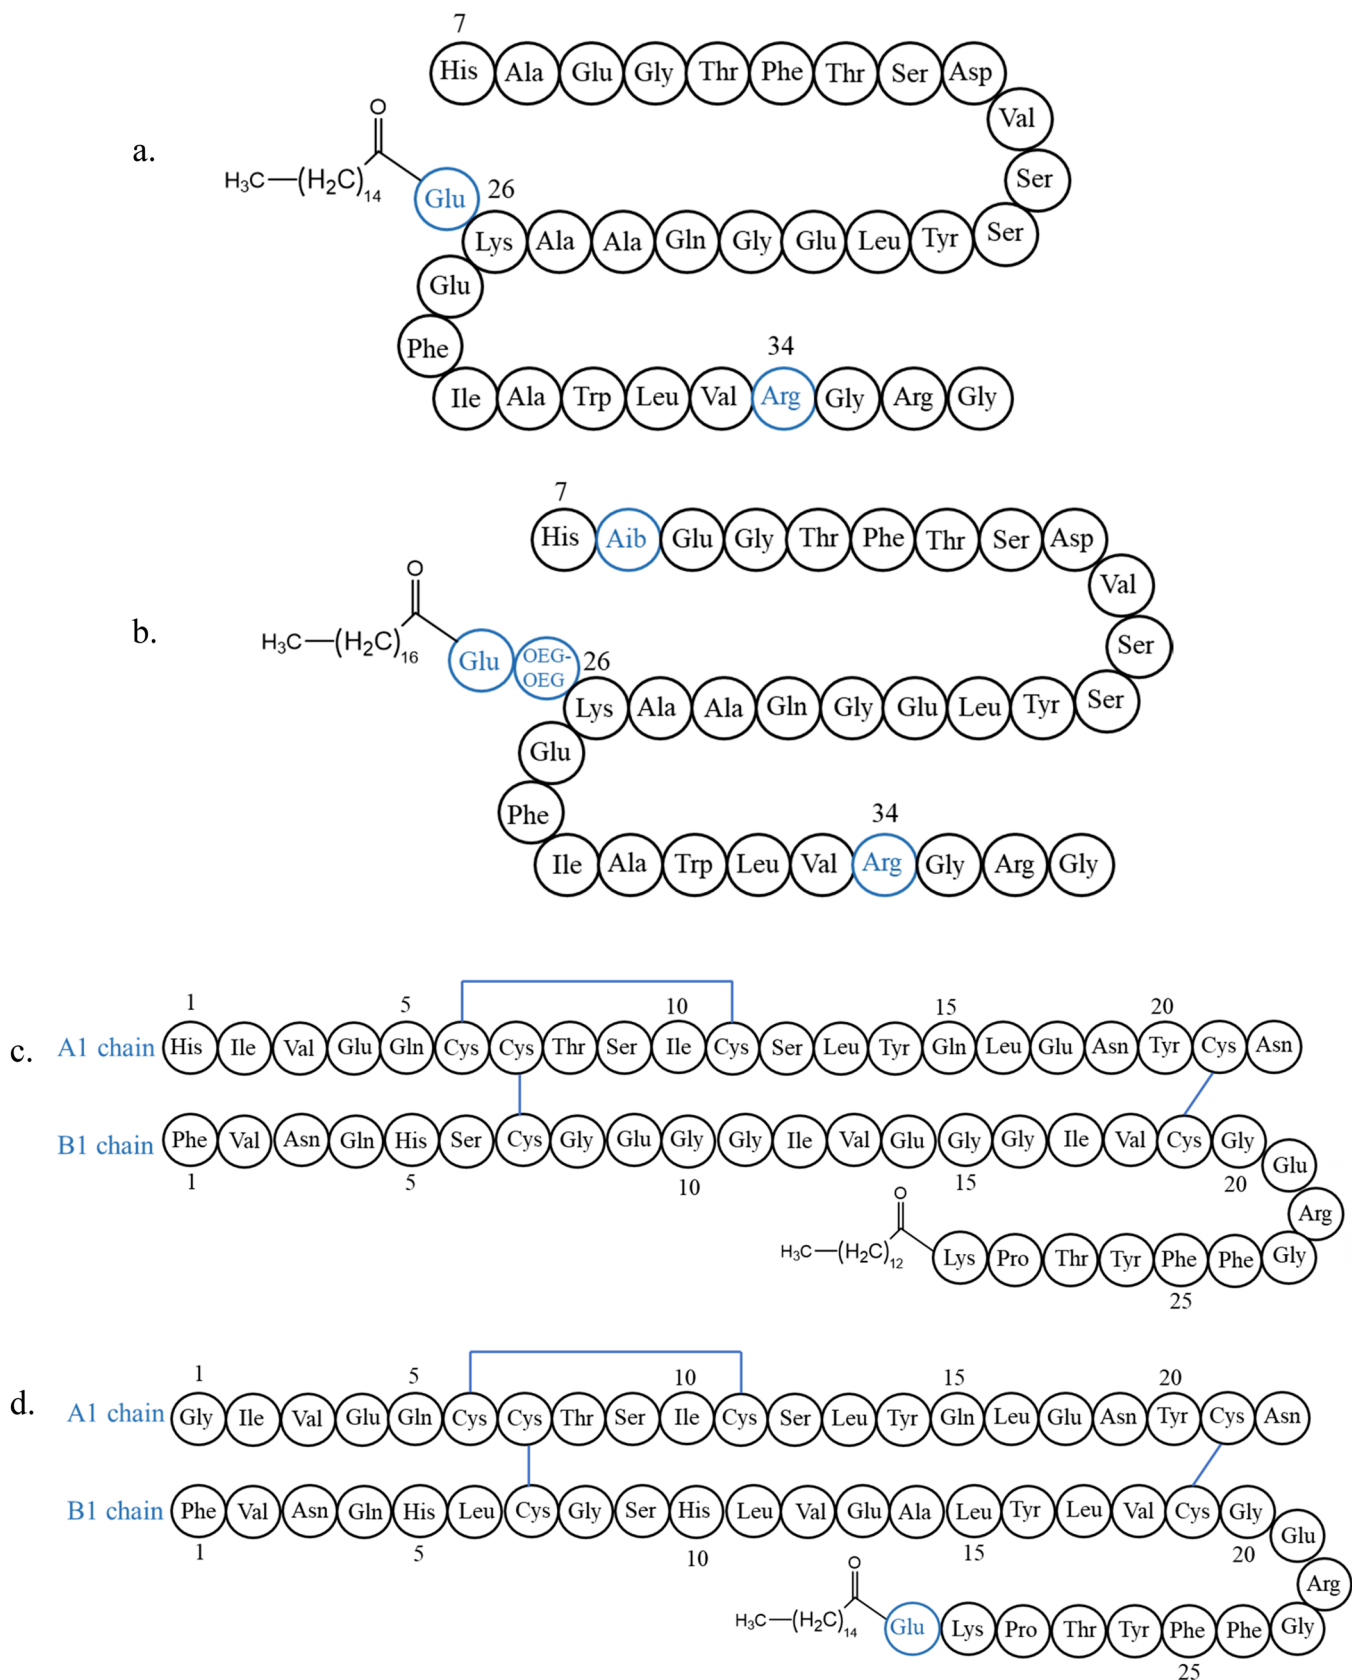 7
His Ala Glu Gly Thr Phe Thr Ser Asp
Val
O
a.
Ser
H₃C—(H₂C)₁₄ Glu 26
Lys Ala Ala Gln Gly Glu Leu Tyr Ser
Glu
Phe
34
Ile Ala Trp Leu Val Arg Gly Arg Gly
7
His Aib Glu Gly Thr Phe Thr Ser Asp
O
Val
b.
H₃C—(H₂C)₁₆ Glu OEG-OEG 26
Ser
Lys Ala Ala Gln Gly Glu Leu Tyr Ser
Glu
Phe
34
Ile Ala Trp Leu Val Arg Gly Arg Gly
1 5 10 15 20
c. A1 chain His Ile Val Glu Gln Cys Cys Thr Ser Ile Cys Ser Leu Tyr Gln Leu Glu Asn Tyr Cys Asn
B1 chain Phe Val Asn Gln His Ser Cys Gly Glu Gly Gly Ile Val Glu Gly Gly Ile Val Cys Gly
1 5 10 15 20
Glu
Arg
O
H₃C—(H₂C)₁₂ Lys Pro Thr Tyr Phe Phe Gly
25
1 5 10 15 20
d. A1 chain Gly Ile Val Glu Gln Cys Cys Thr Ser Ile Cys Ser Leu Tyr Gln Leu Glu Asn Tyr Cys Asn
B1 chain Phe Val Asn Gln His Leu Cys Gly Ser His Leu Val Glu Ala Leu Tyr Leu Val Cys Gly
1 5 10 15 20
Glu
Arg
O
H₃C—(H₂C)₁₄ Glu Lys Pro Thr Tyr Phe Phe Gly
25